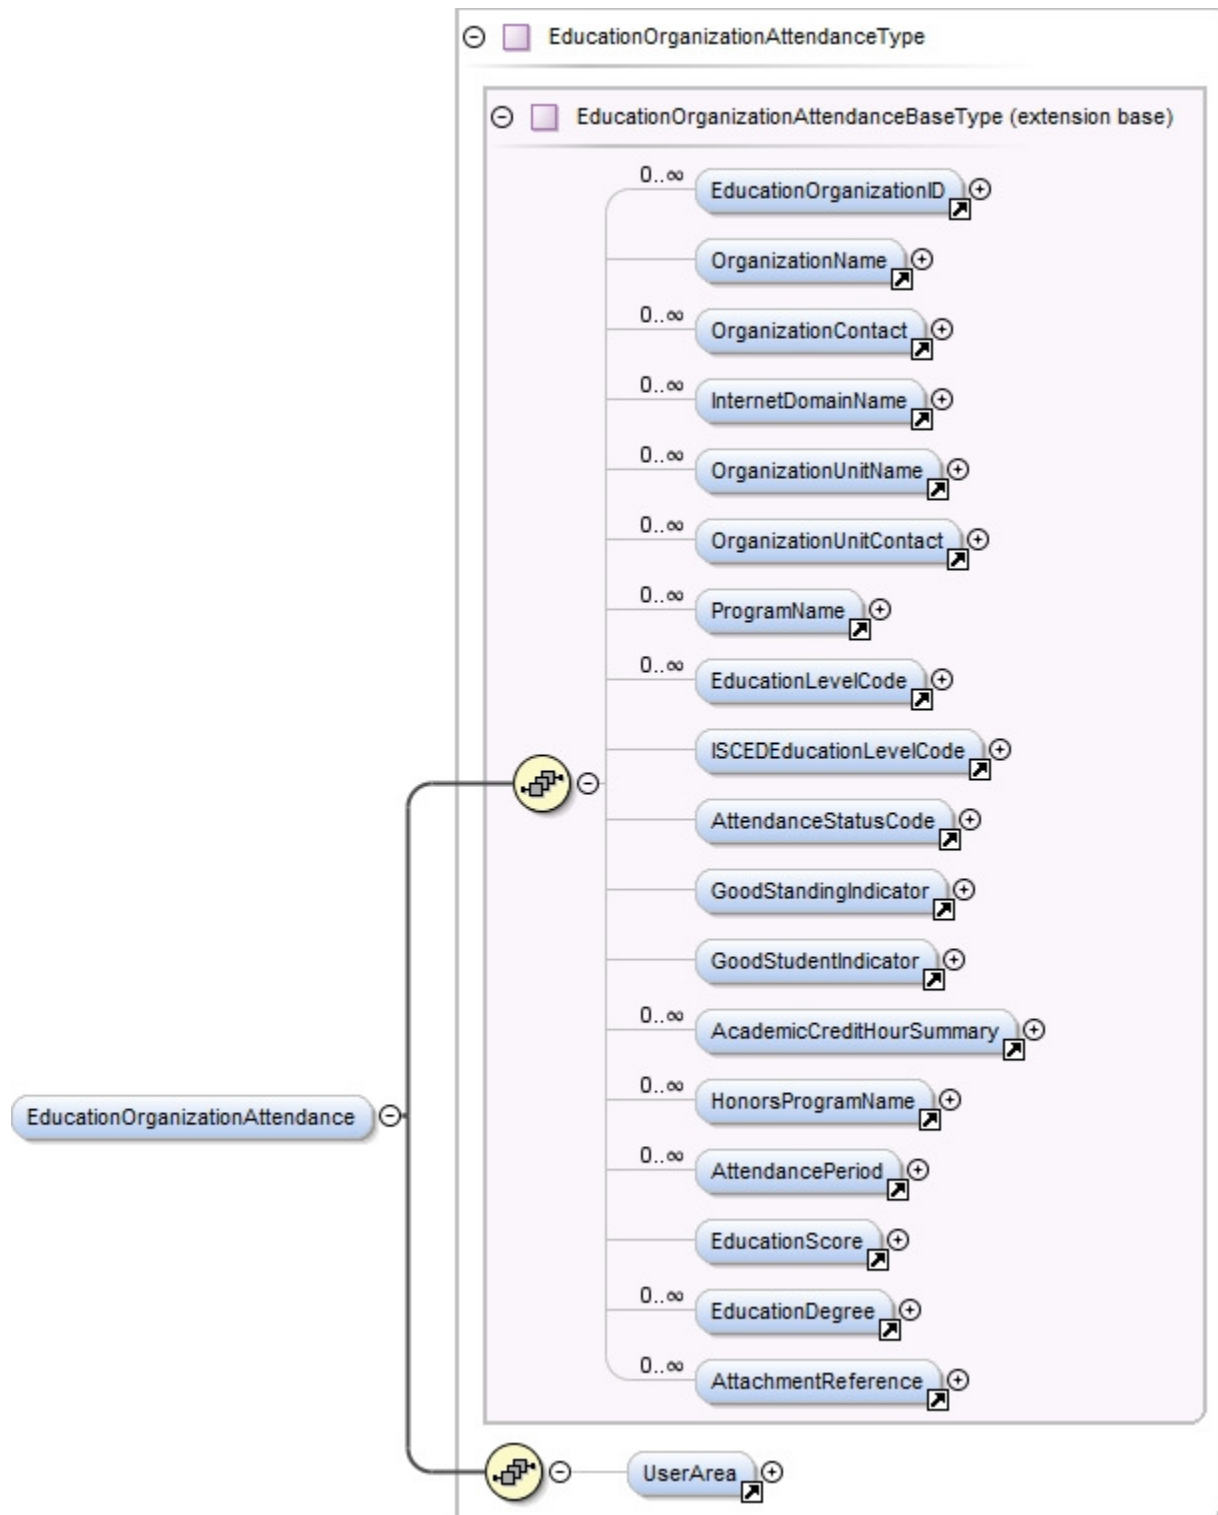 EducationOrganizationAttendanceType
EducationOrganizationAttendanceBaseType (extension base)
0..∞
EducationOrganizationID
OrganizationName
0..∞
OrganizationContact
0..∞
InternetDomainName
0..∞
OrganizationUnitName
0..∞
OrganizationUnitContact
0..∞
ProgramName
0..∞
EducationLevelCode
ISCEDEducationLevelCode
AttendanceStatusCode
GoodStandingIndicator
GoodStudentIndicator
0..∞
AcademicCreditHourSummary
0..∞
HonorsProgramName
EducationOrganizationAttendance
0..∞
AttendancePeriod
EducationScore
0..∞
EducationDegree
0..∞
AttachmentReference
UserArea